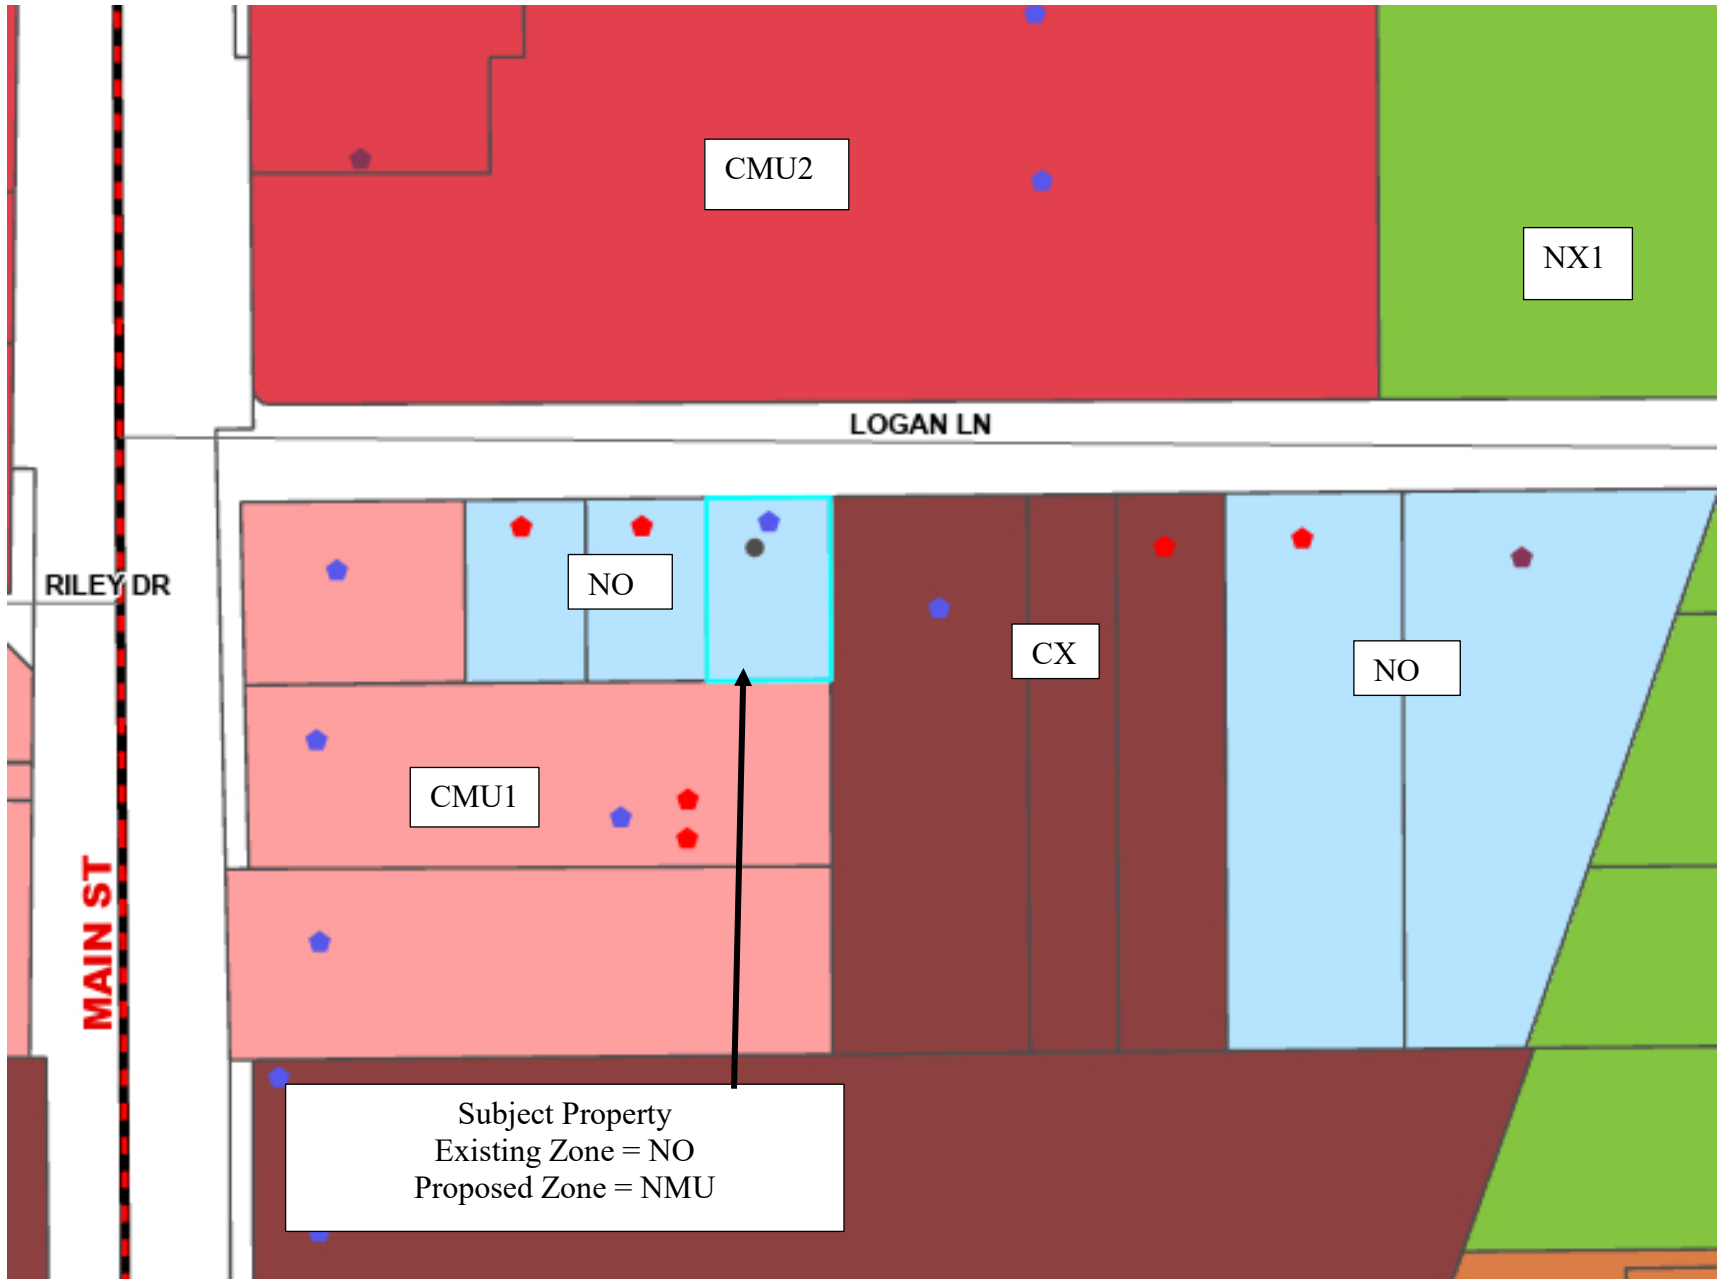 CMU2
NX1
LOGAN LN
RILEY DR
NO
CX
NO
CMU1
MAIN ST
Subject Property
Existing Zone = NO
Proposed Zone = NMU